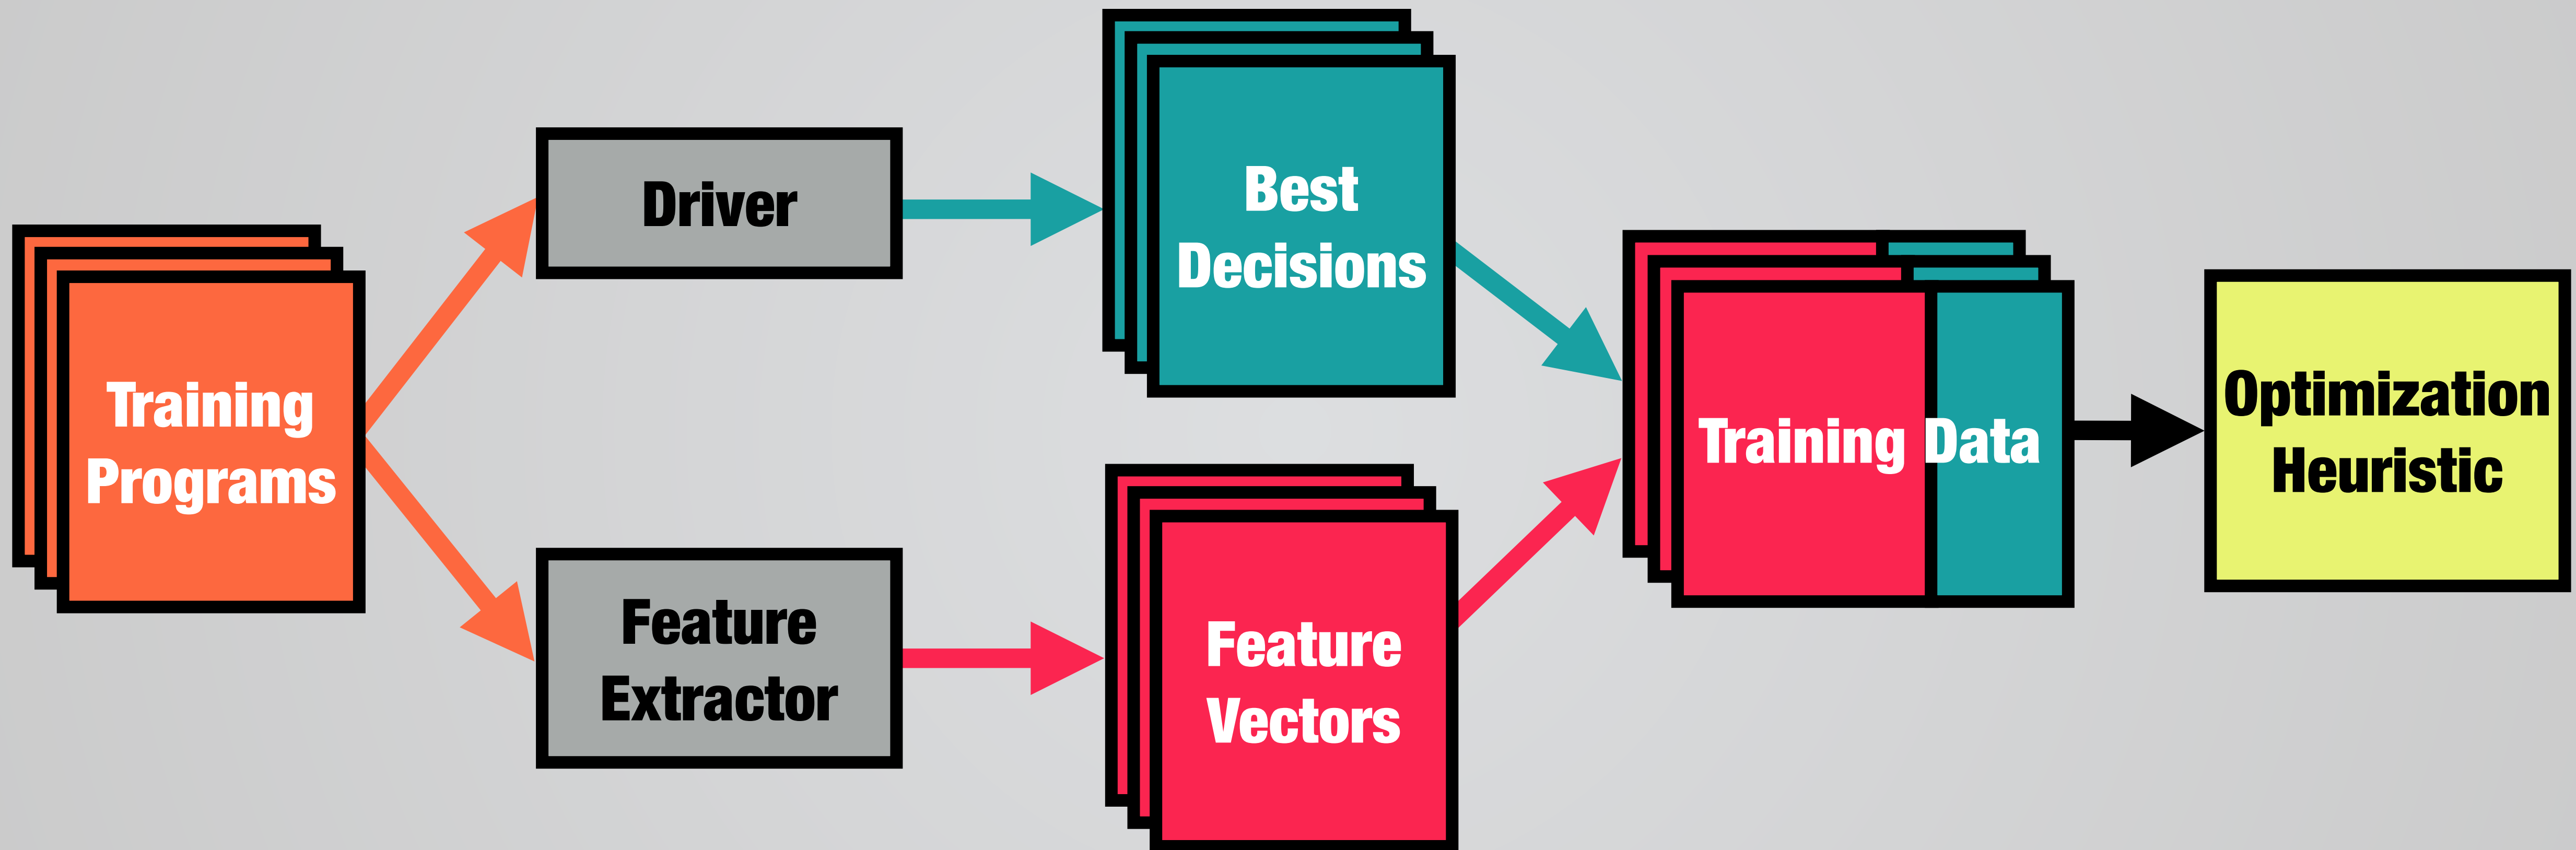 Training
Programs
Driver
Feature
Extractor
Best
Decisions
Feature
Vectors
Training Data
Optimization
Heuristic